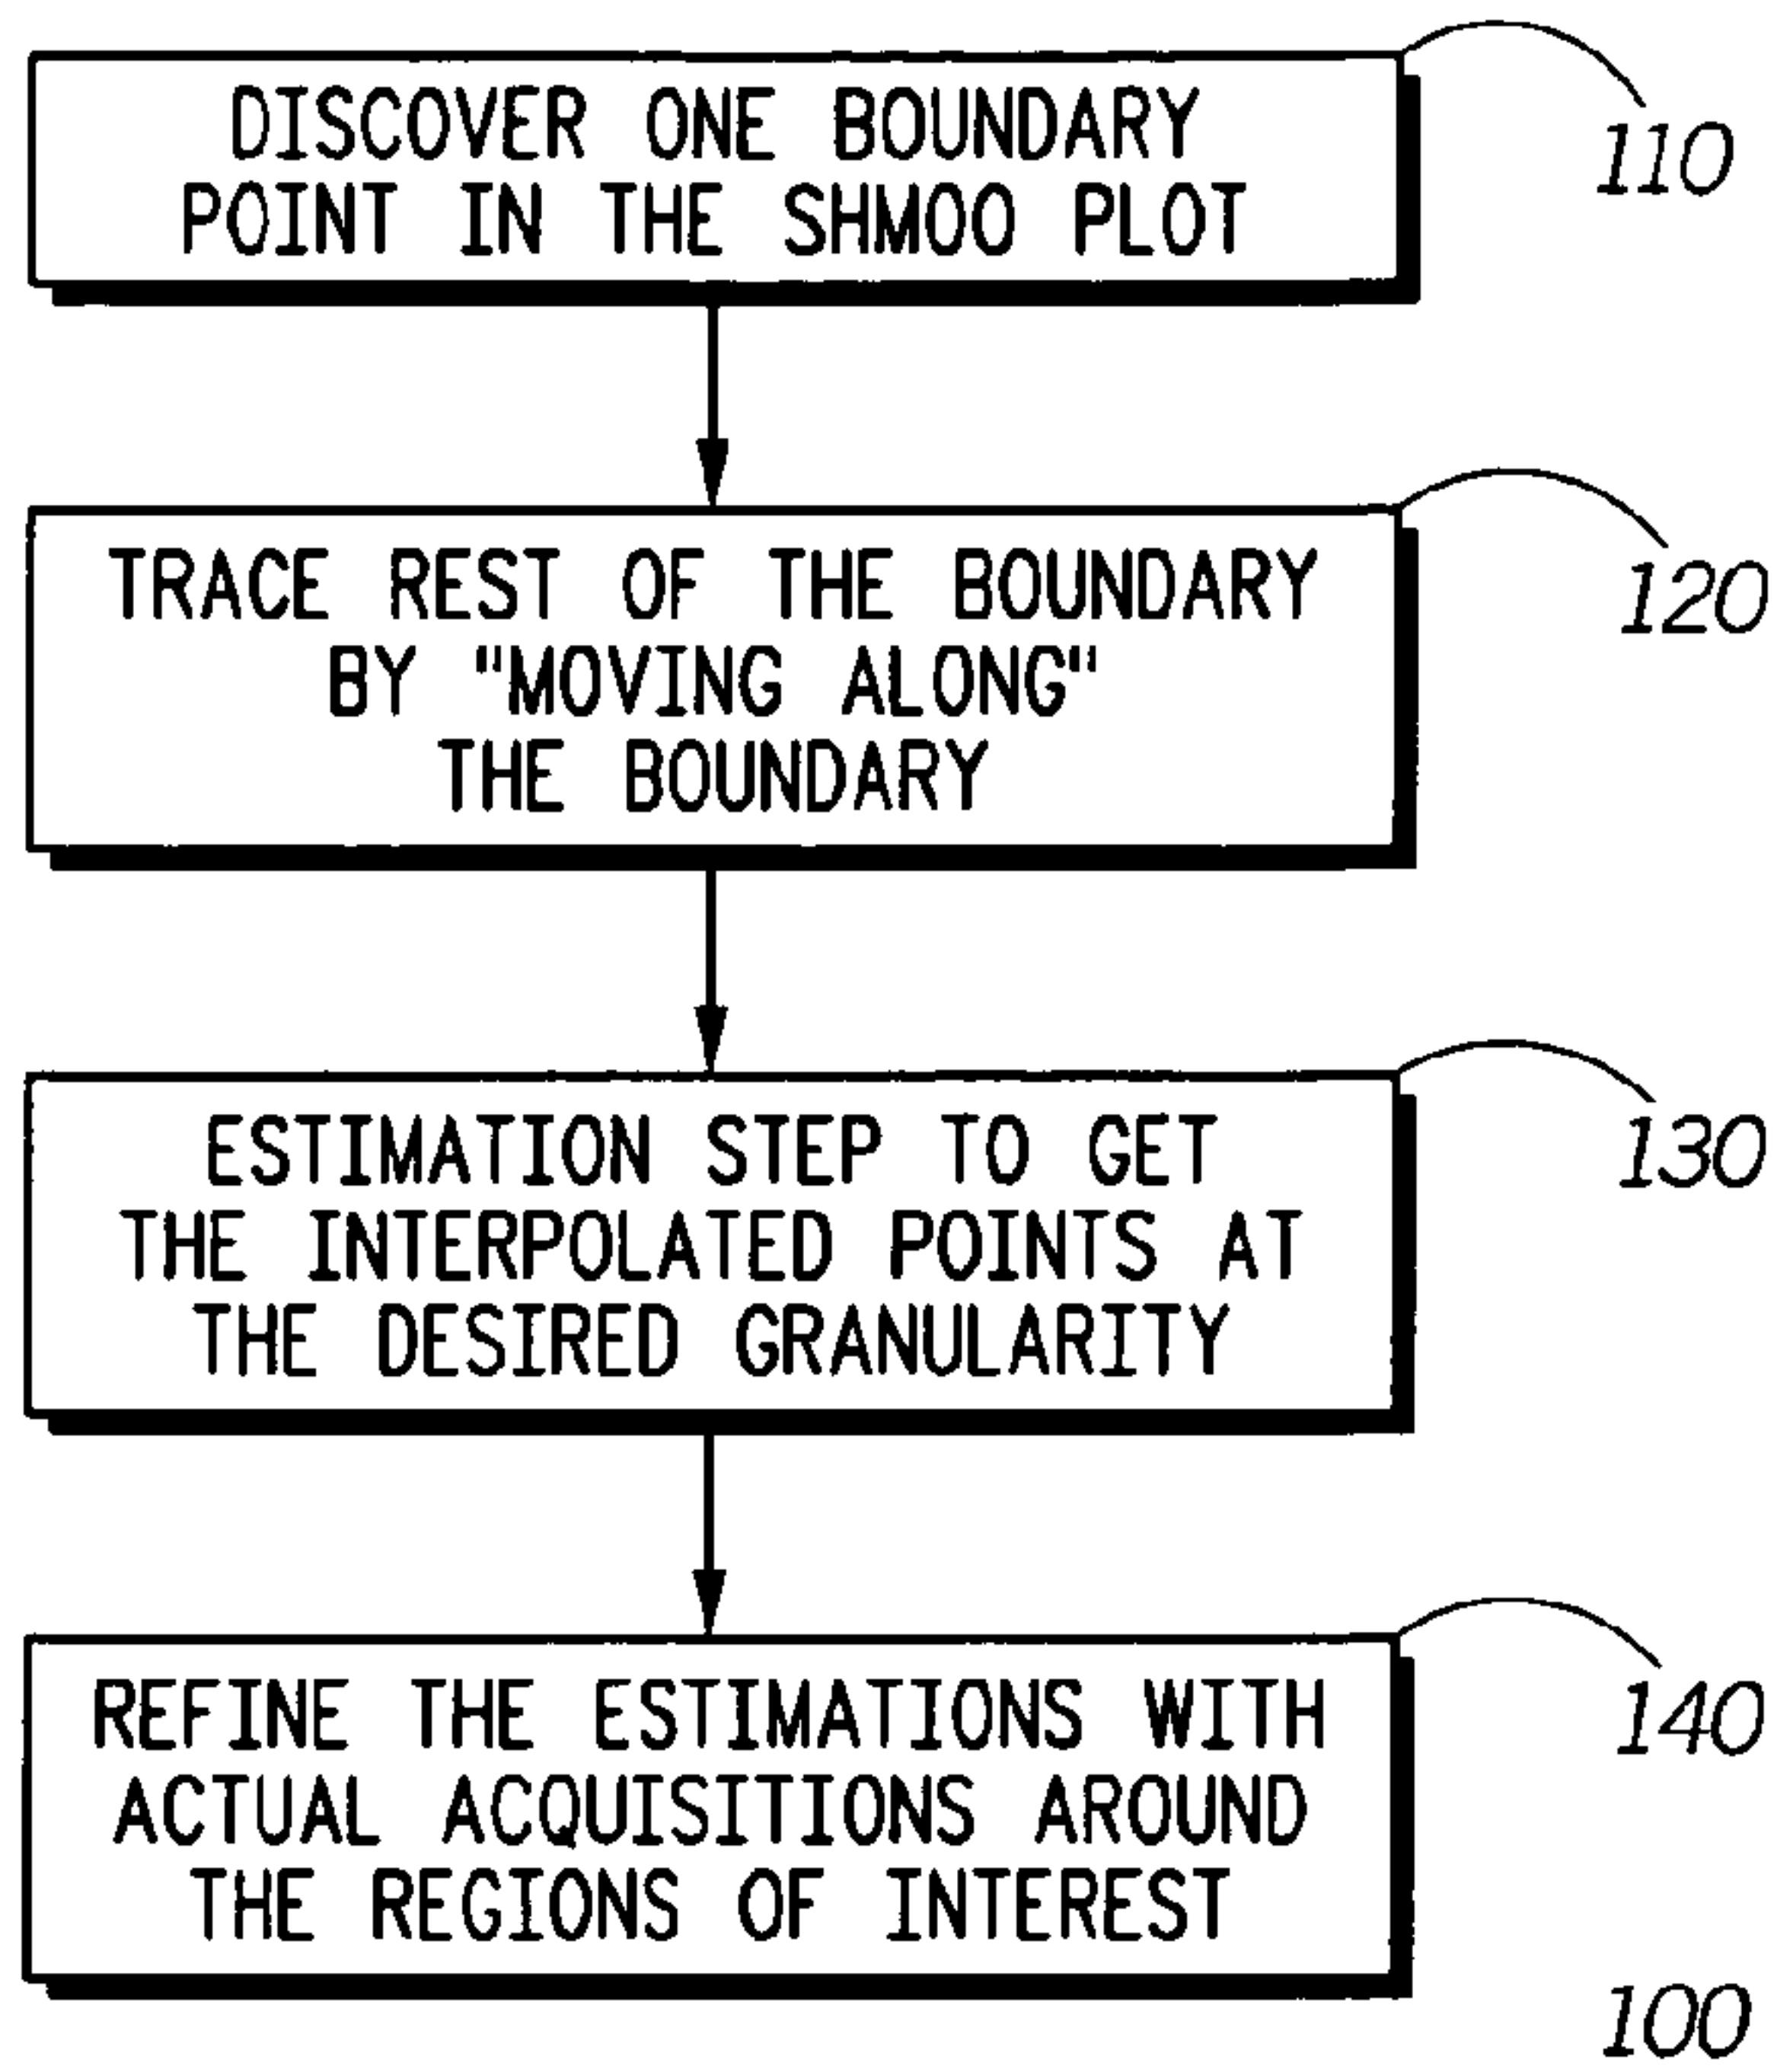 DISCOVER ONE BOUNDARY
POINT IN THE SHMOO PLOT
110
TRACE REST OF THE BOUNDARY
BY "MOVING ALONG"
THE BOUNDARY
120
ESTIMATION STEP TO GET
THE INTERPOLATED POINTS AT
THE DESIRED GRANULARITY
130
REFINE THE ESTIMATIONS WITH
ACTUAL ACQUISITIONS AROUND
THE REGIONS OF INTEREST
140
100